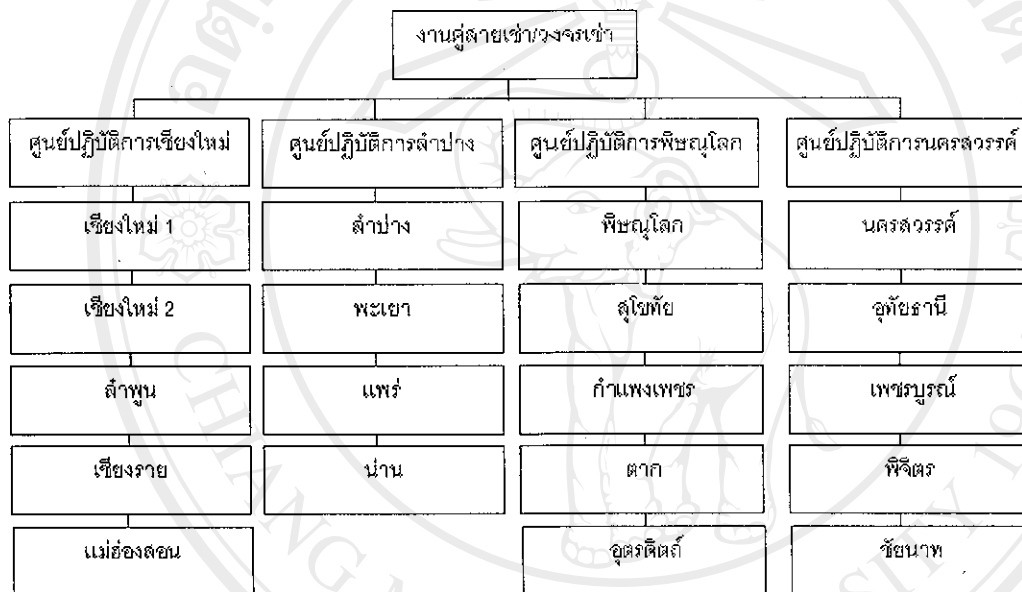 งานคู่สายเช่า/วงจรเช่า
ศูนย์ปฏิบัติการเชียงใหม่
ศูนย์ปฏิบัติการลำปาง
ศูนย์ปฏิบัติการพิษณุโลก
ศูนย์ปฏิบัติการนครสวรรค์
เชียงใหม่ 1
ลำปาง
พิษณุโลก
นครสวรรค์
เชียงใหม่ 2
พะเยา
สุโขทัย
อุทัยธานี
ลำพูน
แพร่
กำแพงเพชร
เพชรบูรณ์
เชียงราย
น่าน
ตาก
พิจิตร
แม่ฮ่องสอน
อุตรดิตถ์
ชัยนาท